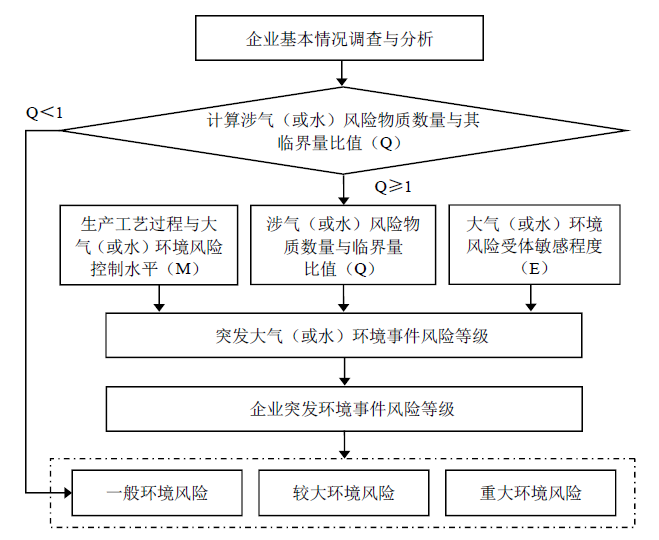 企业基本情况调查与分析
Q＜1
计算涉气（或水）风险物质数量与其
临界量比值（Q）
Q≥1
生产工艺过程与大
气（或水）环境风险
控制水平（M）
涉气（或水）风险物
质数量与临界量
比值（Q）
大气（或水）环境
风险受体敏感程度
（E）
突发大气（或水）环境事件风险等级
企业突发环境事件风险等级
一般环境风险
较大环境风险
重大环境风险